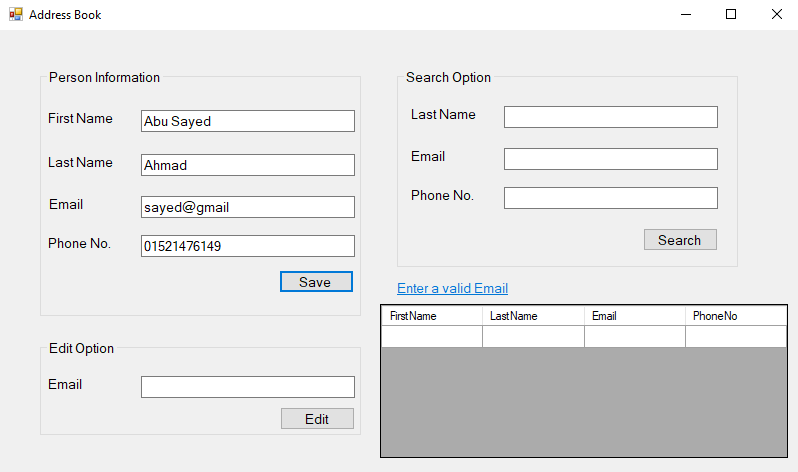 Address Book
Person Information
First Name Abu Sayed
Last Name Ahmad
Email sayed@gmail
Phone No. 01521476149
Save
Edit Option
Email
Edit
Search Option
Last Name
Email
Phone No.
Search
Enter a valid Email
FirstName LastName Email PhoneNo